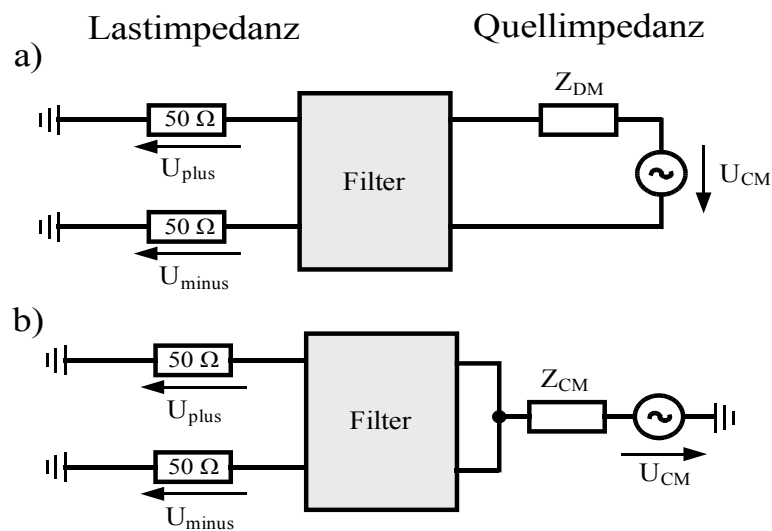 Lastimpedanz
Quellimpedanz
a)
50 Ω
U_plus
50 Ω
U_minus
Filter
Z_DM
U_CM
b)
50 Ω
U_plus
50 Ω
U_minus
Filter
Z_CM
U_CM